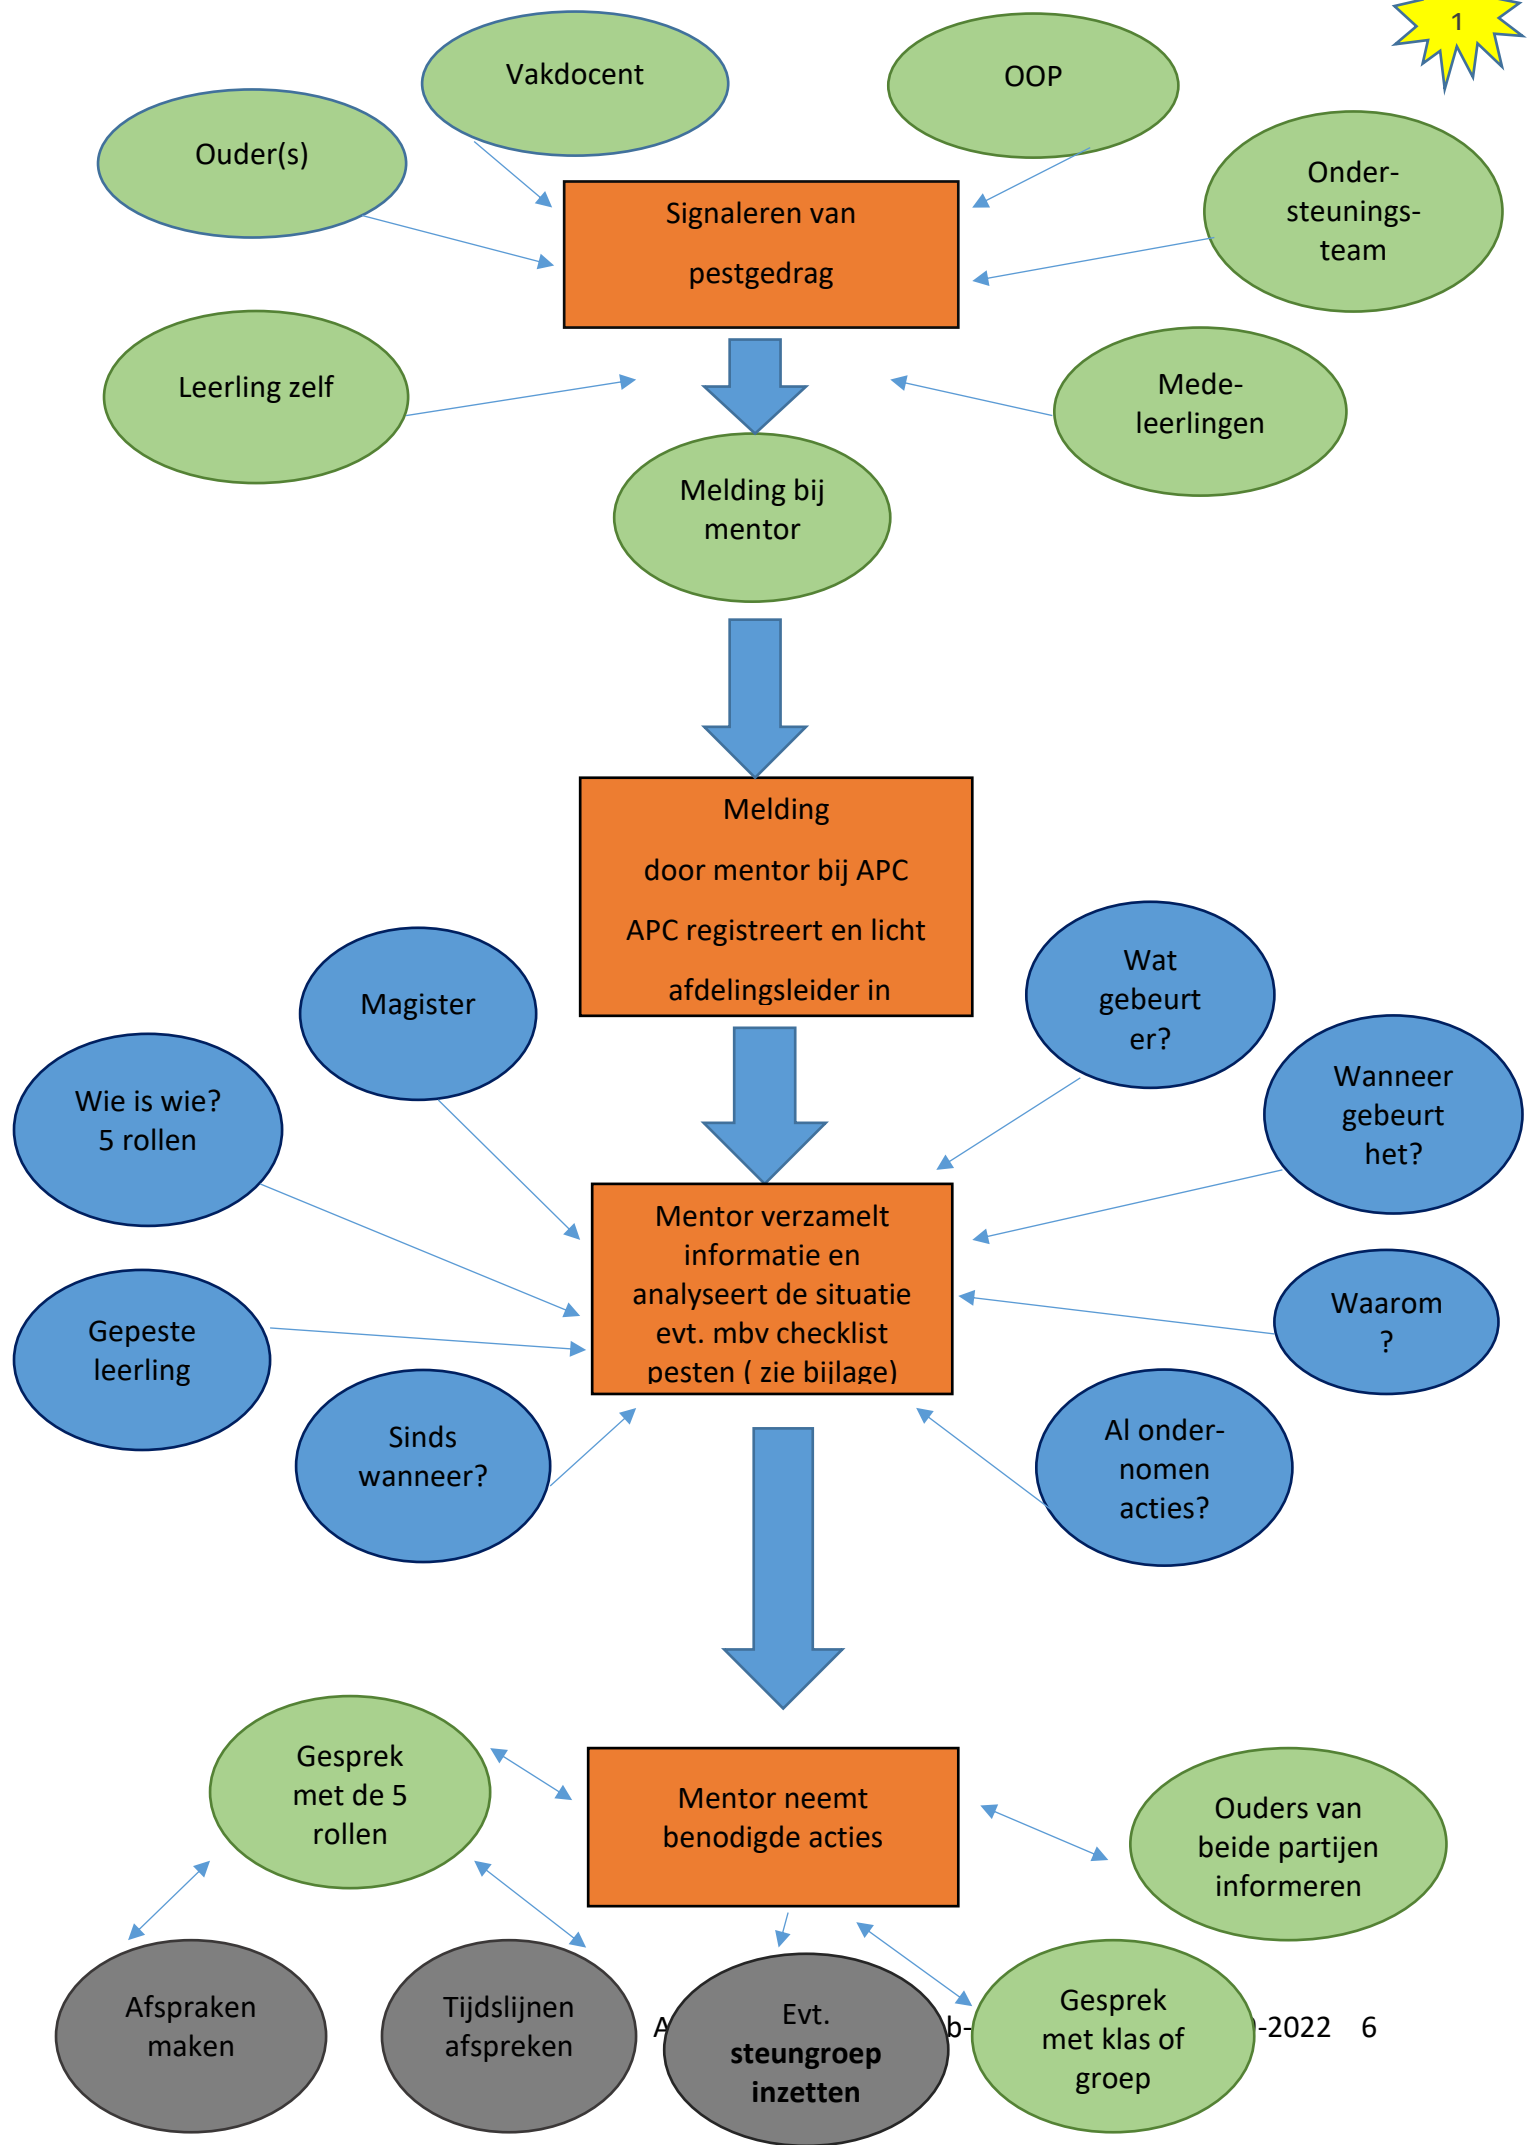 1
Vakdocent
OOP
Ouder(s)
Onder-
steunings-
team
Signaleren van
pestgedrag
Leerling zelf
Mede-
leerlingen
Melding bij
mentor
Melding
door mentor bij APC
APC registreert en licht
afdelingsleider in
Magister
Wat
gebeurt
er?
Wie is wie?
5 rollen
Wanneer
gebeurt
het?
Mentor verzamelt
informatie en
analyseert de situatie
evt. mbv checklist
pesten ( zie bijlage)
Gepeste
leerling
Waarom
?
Sinds
wanneer?
Al onder-
nomen
acties?
Gesprek
met de 5
rollen
Mentor neemt
benodigde acties
Ouders van
beide partijen
informeren
Afspraken
maken
Tijdslijnen
afspreken
Evt.
steungroep
inzetten
Gesprek
met klas of
groep
-2022 6